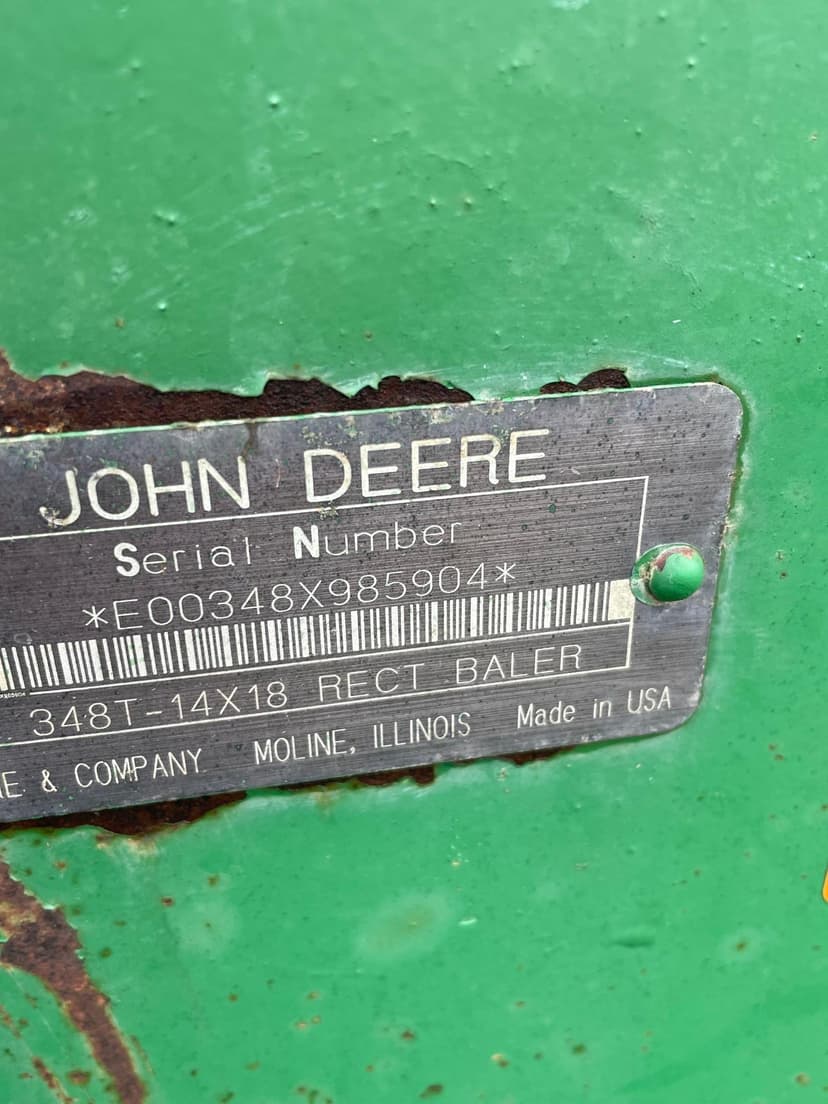 JOHN DEERE
Serial Number
*E00348X985904*
348T-14X18 RECT BALER
& COMPANY MOLINE, ILLINOIS Made in USA